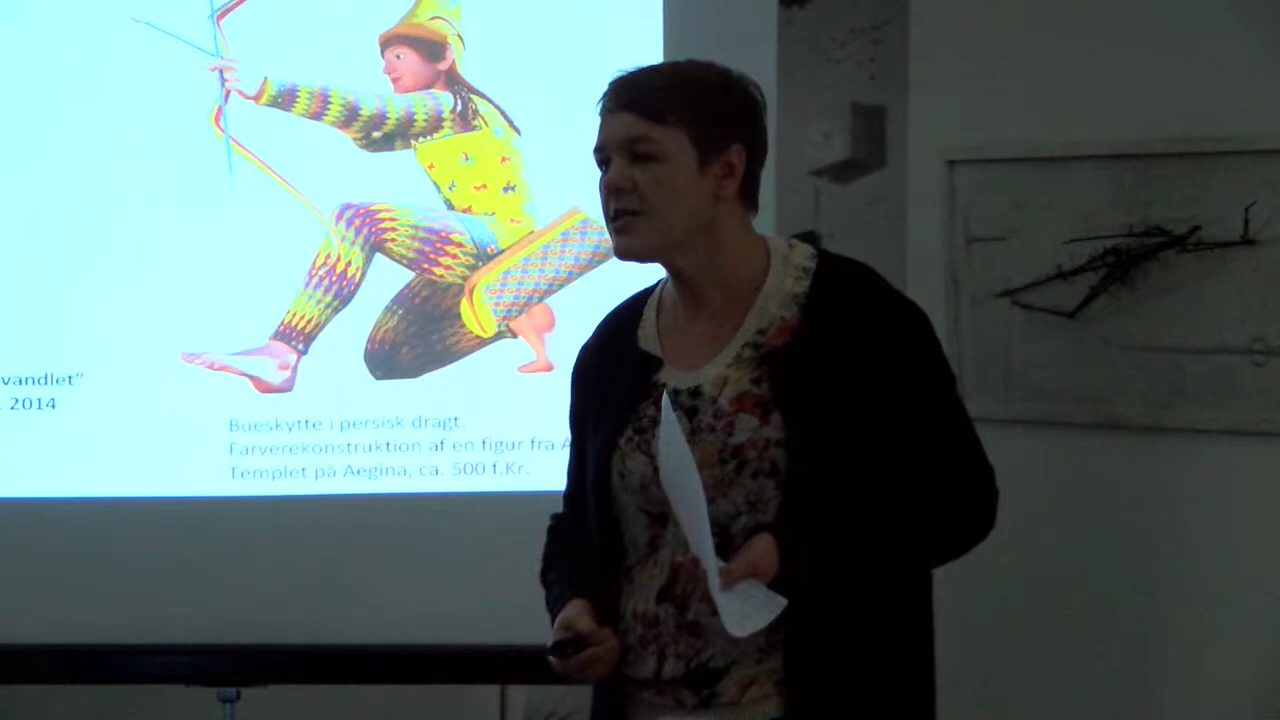 vandlet”
. 2014
Bueskytte i persisk dragt.
Farverekonstruktion af en figur fra A
Templet på Aegina, ca. 500 f.Kr.